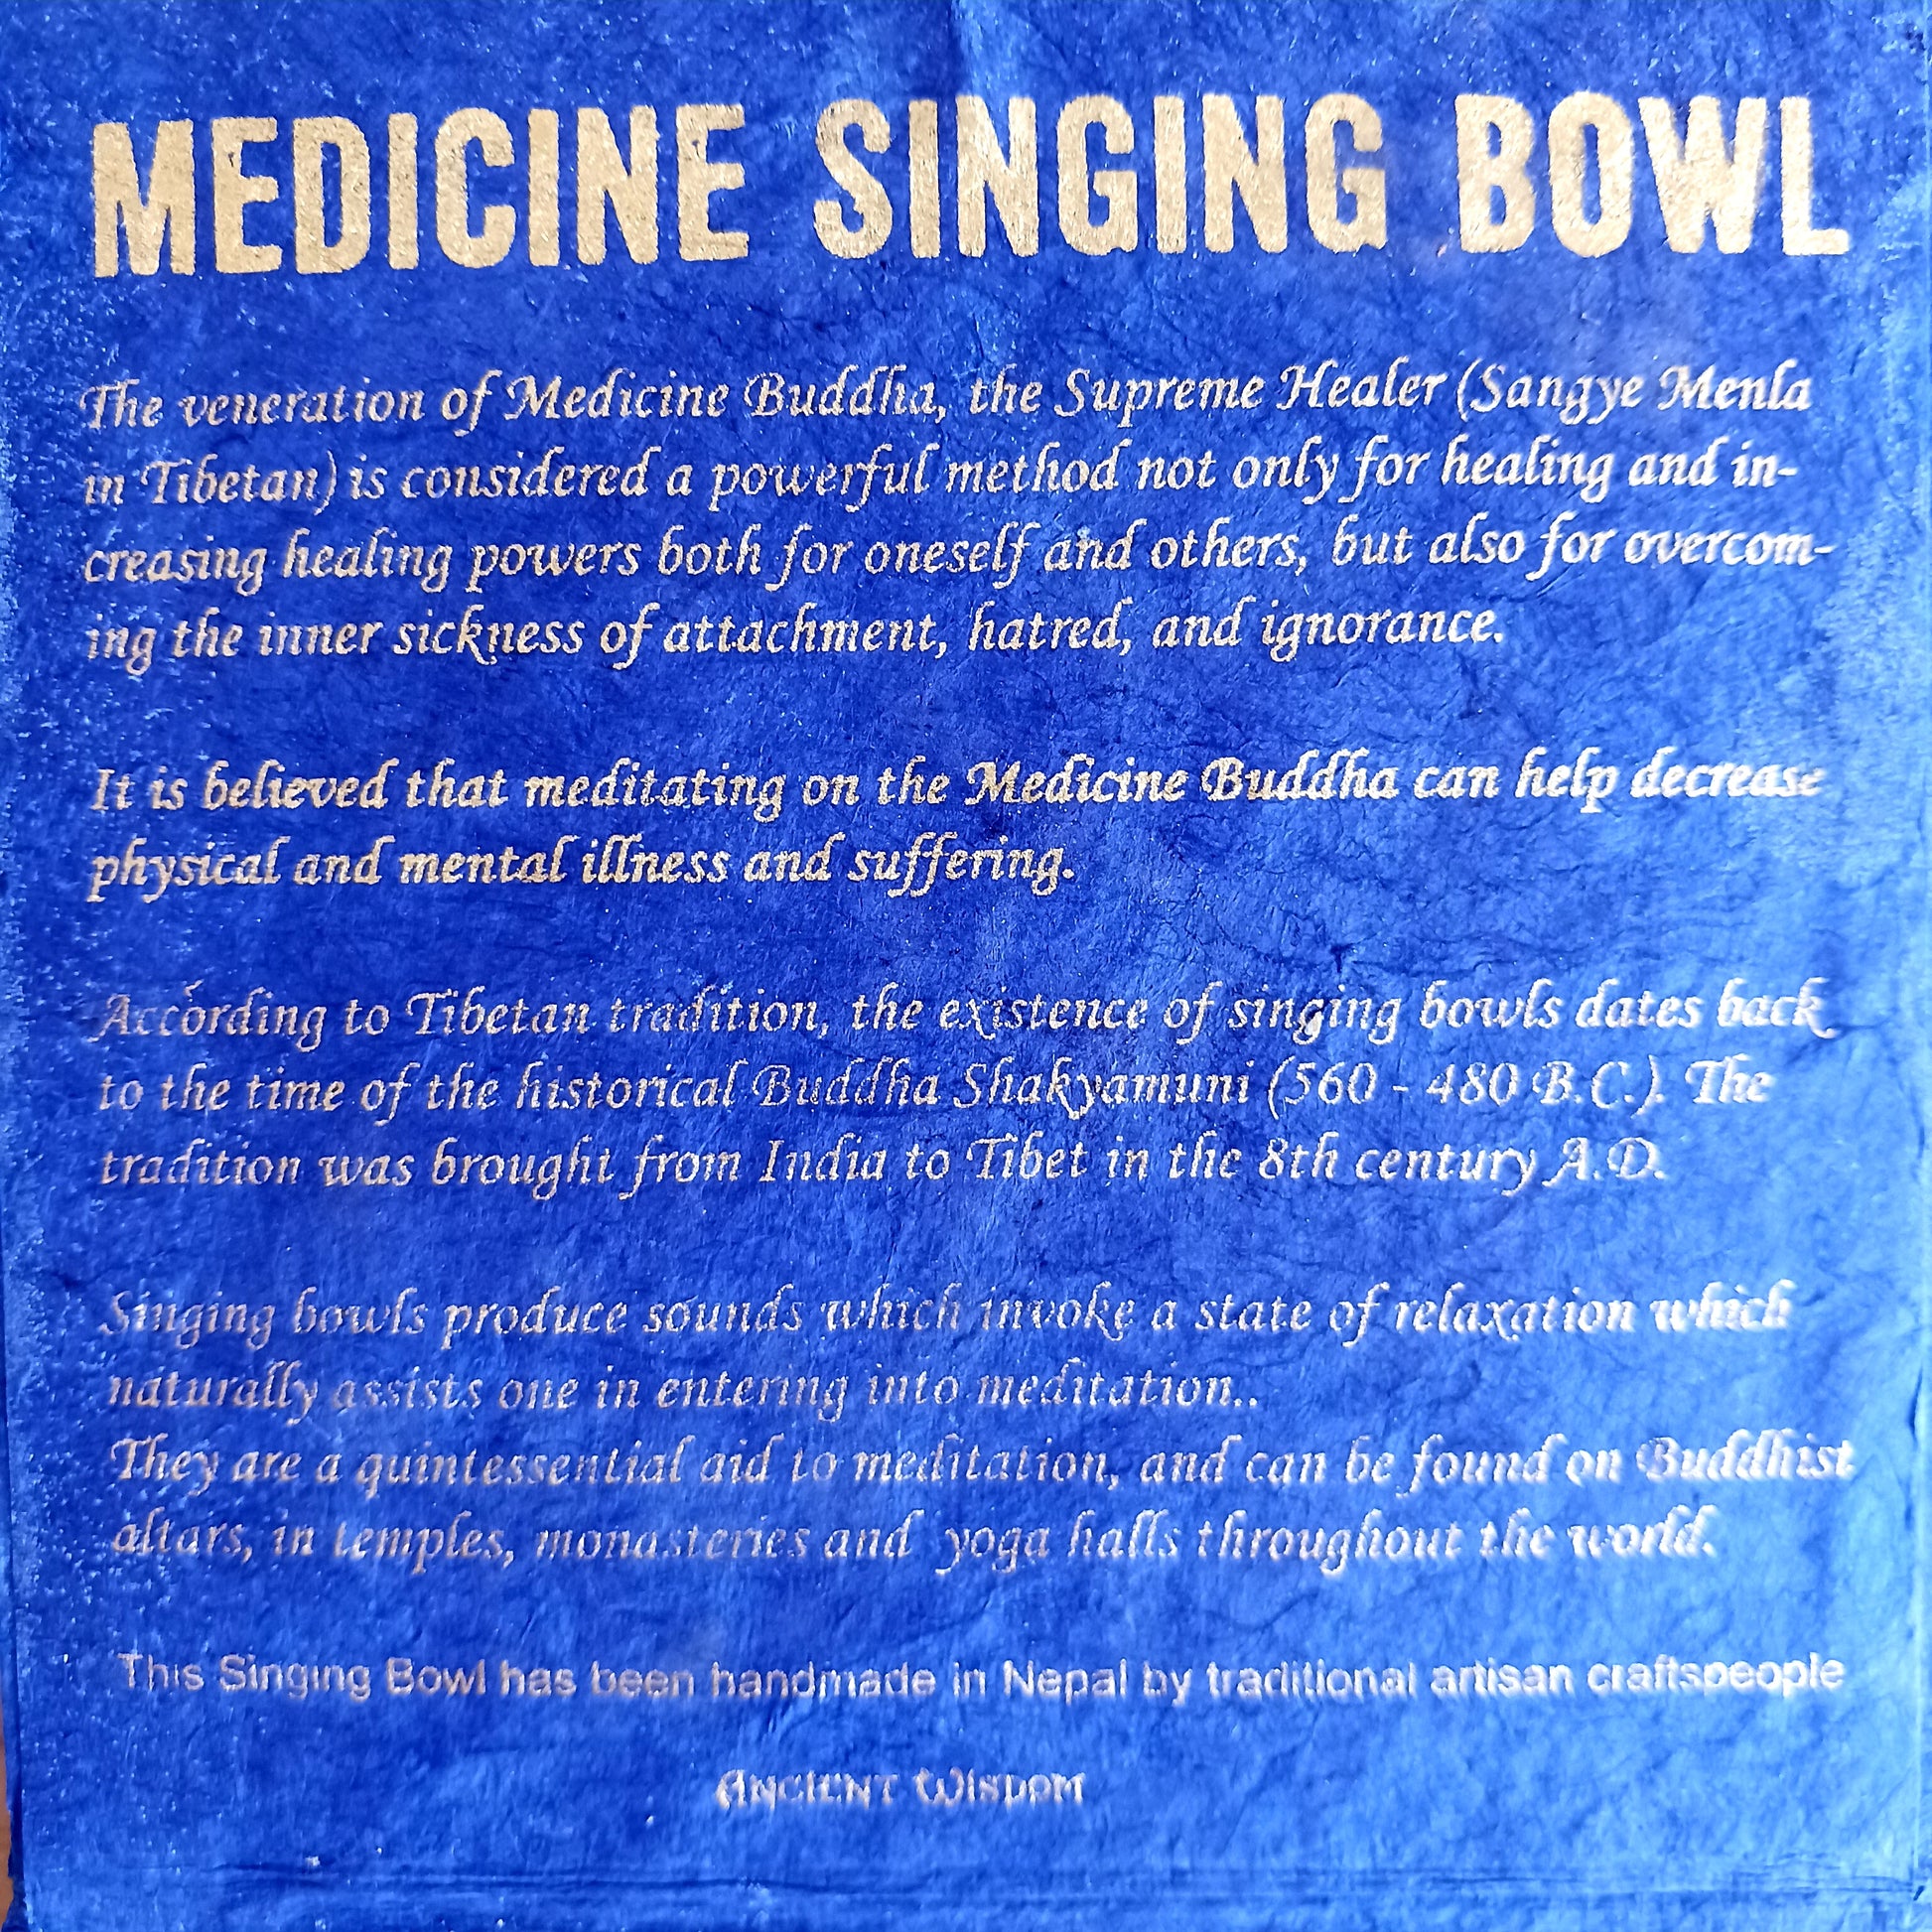 MEDICINE SINGING BOWL
The veneration of Medicine Buddha, the Supreme Healer (Sangye Menla
in Tibetan) is considered a powerful method not only for healing and in-
creasing healing powers both for oneself and others, but also for overcom-
ing the inner sickness of attachment, hatred, and ignorance.
It is believed that meditating on the Medicine Buddha can help decrease
physical and mental illness and suffering.
According to Tibetan tradition, the existence of singing bowls dates back
to the time of the historical Buddha Shakyamuni (560 - 480 B.C.). The
tradition was brought from India to Tibet in the 8th century A.D.
Singing bowls produce sounds which invoke a state of relaxation which
naturally assists one in entering into meditation..
They are a quintessential aid to meditation, and can be found on Buddhist
altars, in temples, monasteries and yoga halls throughout the world.
This Singing Bowl has been handmade in Nepal by traditional artisan craftspeople
ANCIENT WISDOM